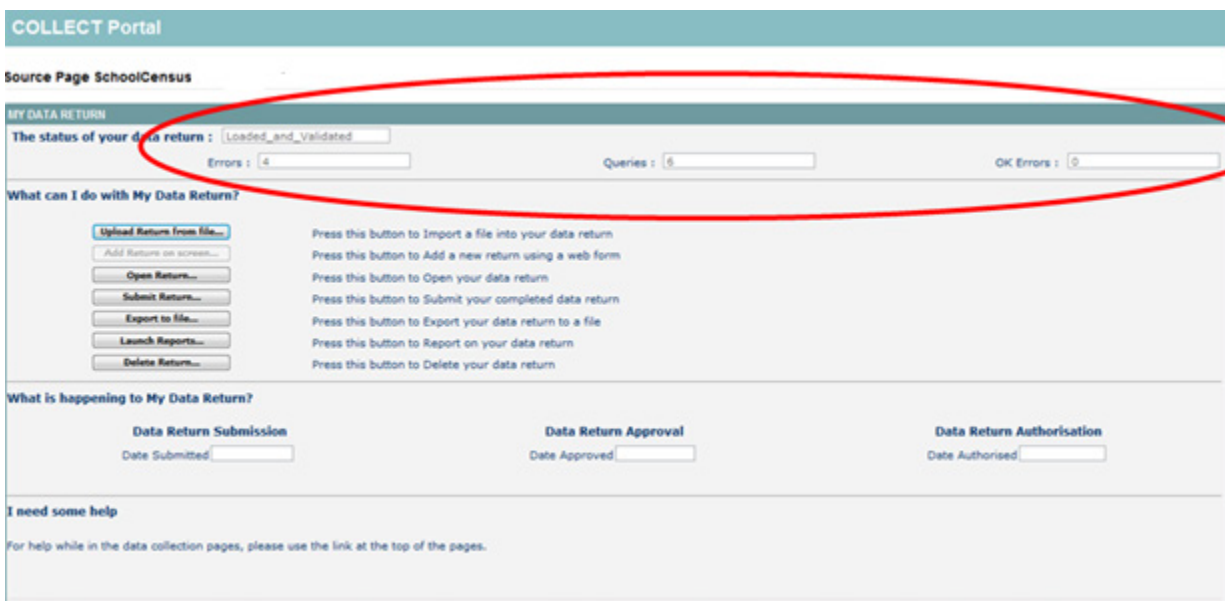 COLLECT Portal
Source Page SchoolCensus
MY DATA RETURN
The status of your data return : Loaded_and_Validated
Errors : 4 Queries : 6 OK Errors : 0
What can I do with My Data Return?
Upload Return from file... Press this button to Import a file into your data return
Add Return on screen... Press this button to Add a new return using a web form
Open Return... Press this button to Open your data return
Submit Return... Press this button to Submit your completed data return
Export to file... Press this button to Export your data return to a file
Launch Reports... Press this button to Report on your data return
Delete Return... Press this button to Delete your data return
What is happening to My Data Return?
Data Return Submission Data Return Approval Data Return Authorisation
Date Submitted Date Approved Date Authorised
I need some help
For help while in the data collection pages, please use the link at the top of the pages.